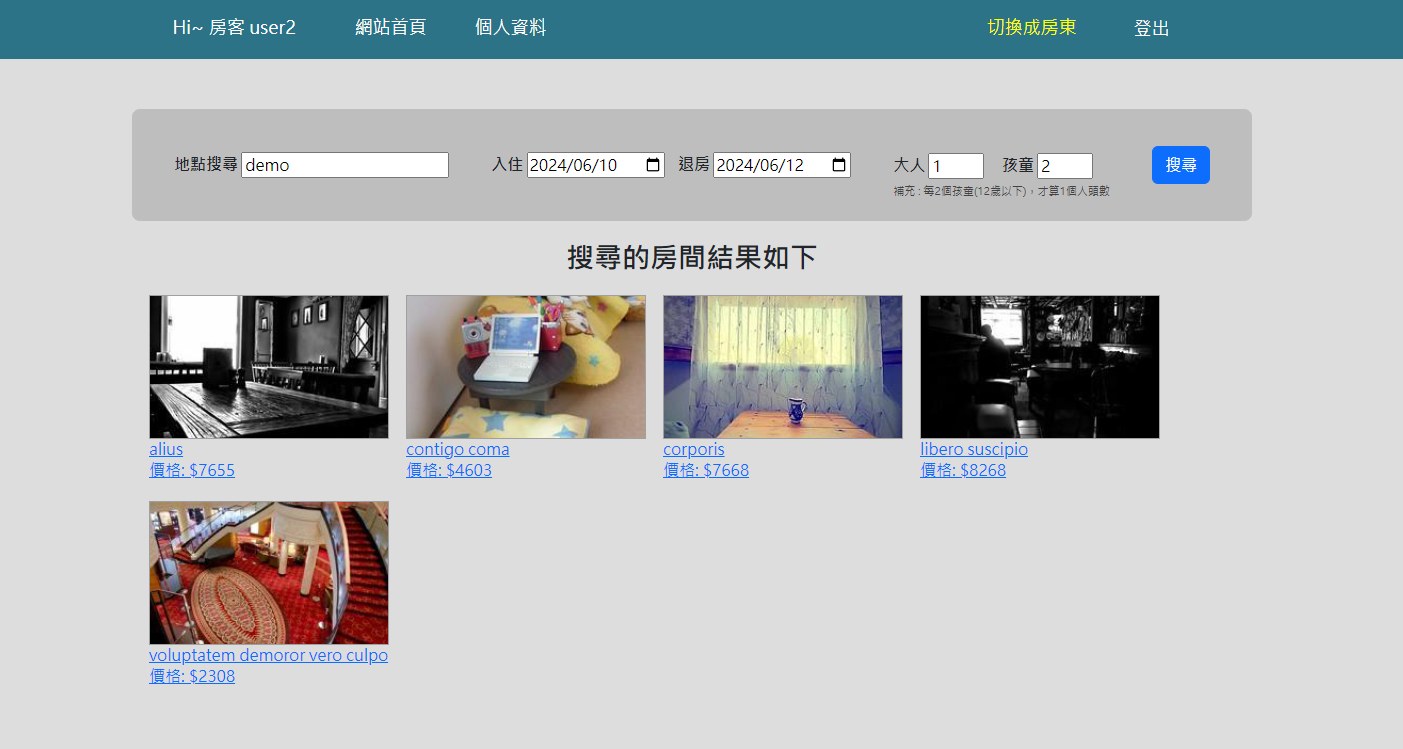 Hi~ 房客 user2 網站首頁 個人資料 切換成房東 登出
地點搜尋 demo 入住 2024/06/10 退房 2024/06/12 大人 1 孩童 2 搜尋
補充 : 每2個孩童(12歲以下)，才算1個人頭數
搜尋的房間結果如下
alius contigo coma corporis libero suscipio
價格: $7655 價格: $4603 價格: $7668 價格: $8268
voluptatem demoror vero culpo
價格: $2308